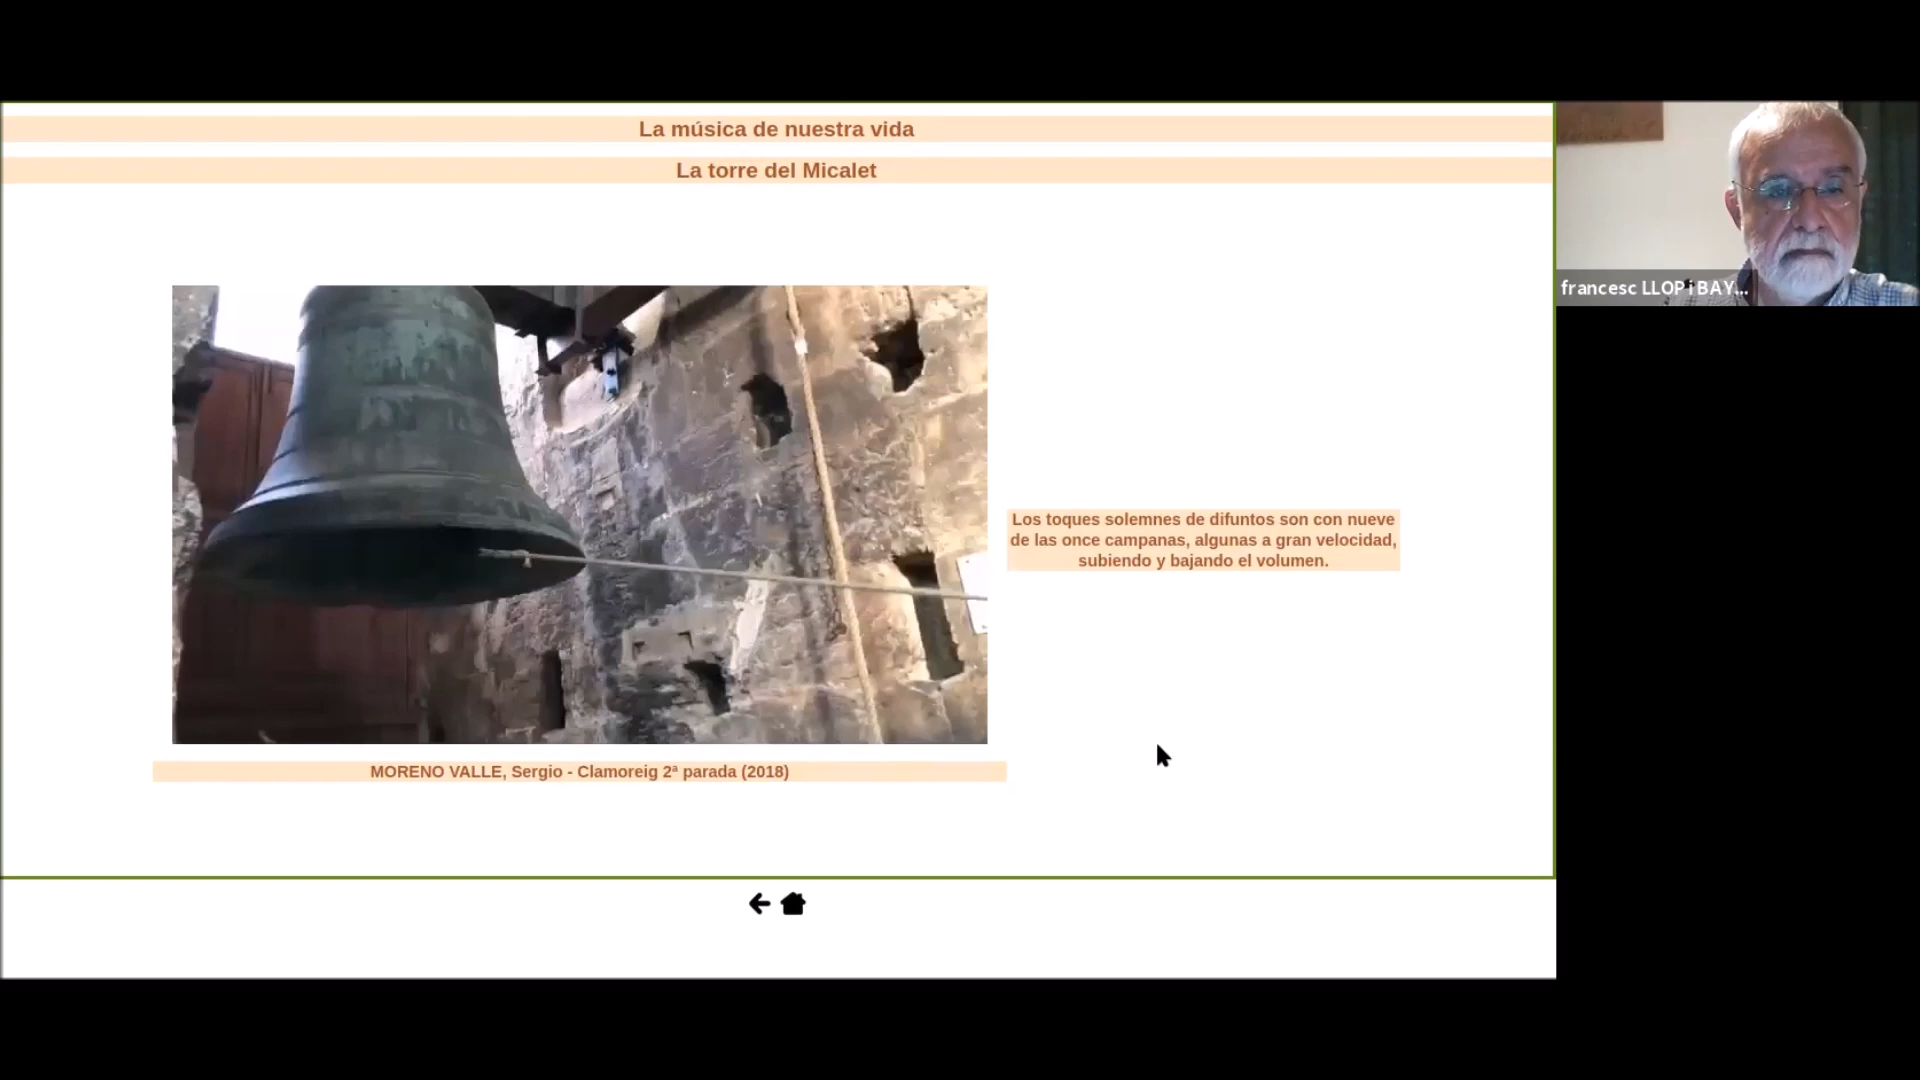 La música de nuestra vida
La torre del Micalet
Los toques solemnes de difuntos son con nueve
de las once campanas, algunas a gran velocidad,
subiendo y bajando el volumen.
MORENO VALLE, Sergio - Clamoreig 2ª parada (2018)
francesc LLOP i BAY...